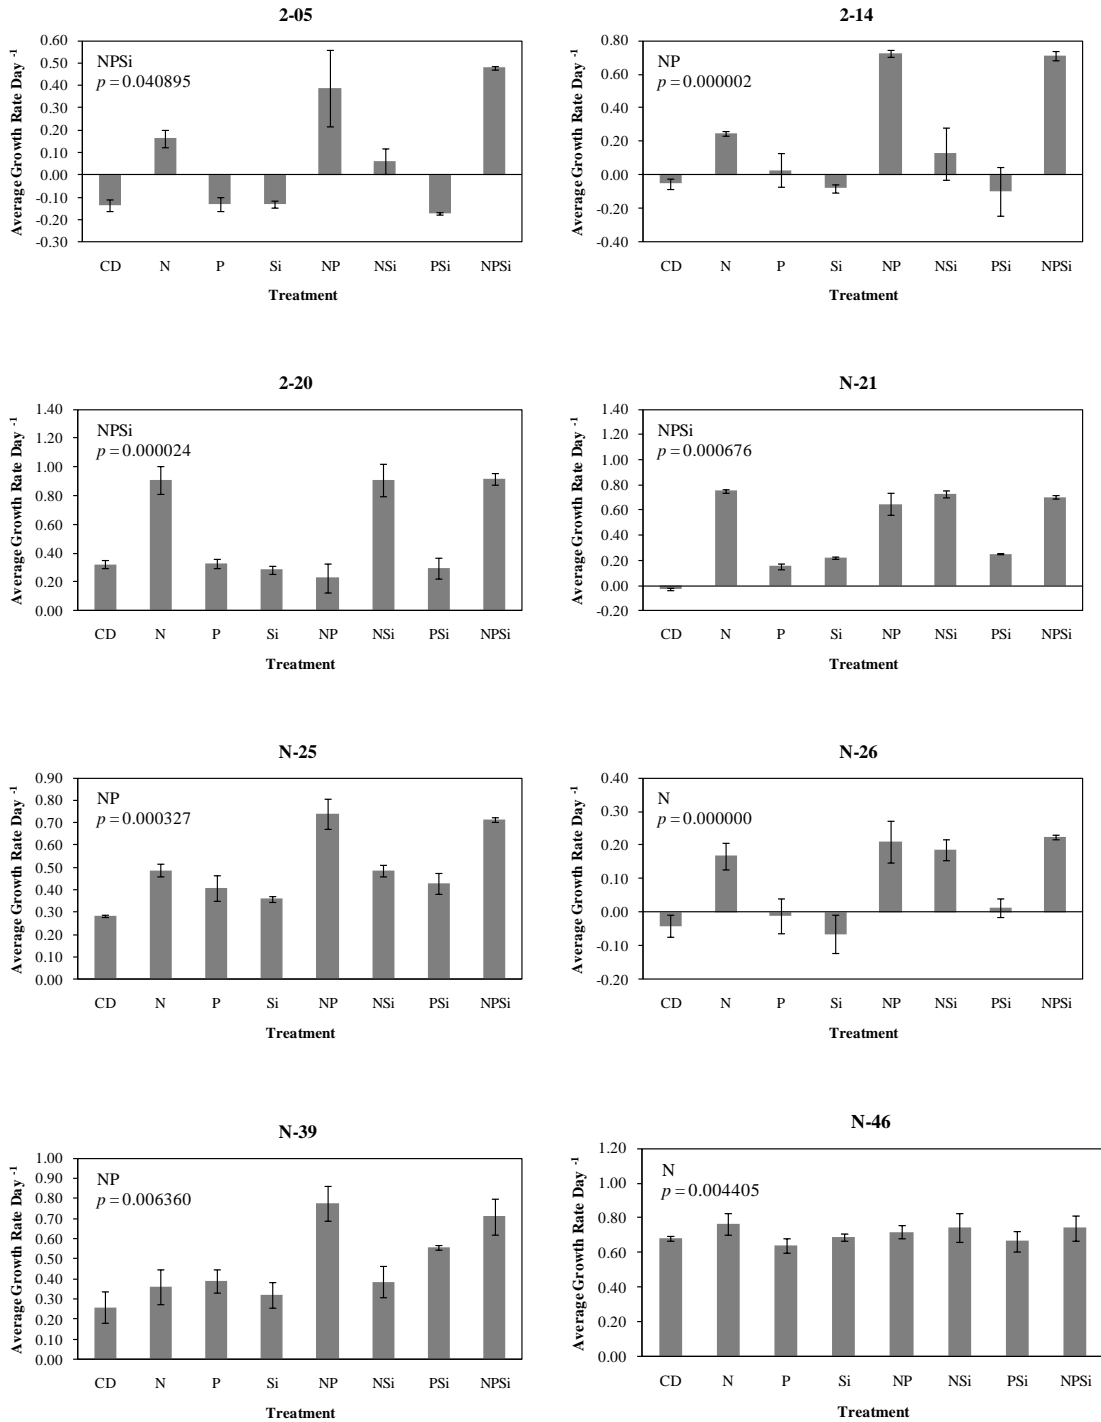 2-05
NPSi
p = 0.040895
Average Growth Rate Day -1
0.60
0.50
0.40
0.30
0.20
0.10
0.00
-0.10
-0.20
-0.30
CD N P Si NP NSi PSi NPSi
Treatment
2-14
NP
p = 0.000002
Average Growth Rate Day -1
0.80
0.60
0.40
0.20
0.00
-0.20
-0.40
CD N P Si NP NSi PSi NPSi
Treatment
2-20
NPSi
p = 0.000024
Average Growth Rate Day -1
1.40
1.20
1.00
0.80
0.60
0.40
0.20
0.00
CD N P Si NP NSi PSi NPSi
Treatment
N-21
NPSi
p = 0.000676
Average Growth Rate Day -1
1.40
1.20
1.00
0.80
0.60
0.40
0.20
0.00
-0.20
CD N P Si NP NSi PSi NPSi
Treatment
N-25
NP
p = 0.000327
Average Growth Rate Day -1
0.90
0.80
0.70
0.60
0.50
0.40
0.30
0.20
0.10
0.00
CD N P Si NP NSi PSi NPSi
Treatment
N-26
N
p = 0.000000
Average Growth Rate Day -1
0.40
0.30
0.20
0.10
0.00
-0.10
-0.20
CD N P Si NP NSi PSi NPSi
Treatment
N-39
NP
p = 0.006360
Average Growth Rate Day -1
1.00
0.90
0.80
0.70
0.60
0.50
0.40
0.30
0.20
0.10
0.00
CD N P Si NP NSi PSi NPSi
Treatment
N-46
N
p = 0.004405
Average Growth Rate Day -1
1.20
1.00
0.80
0.60
0.40
0.20
0.00
CD N P Si NP NSi PSi NPSi
Treatment